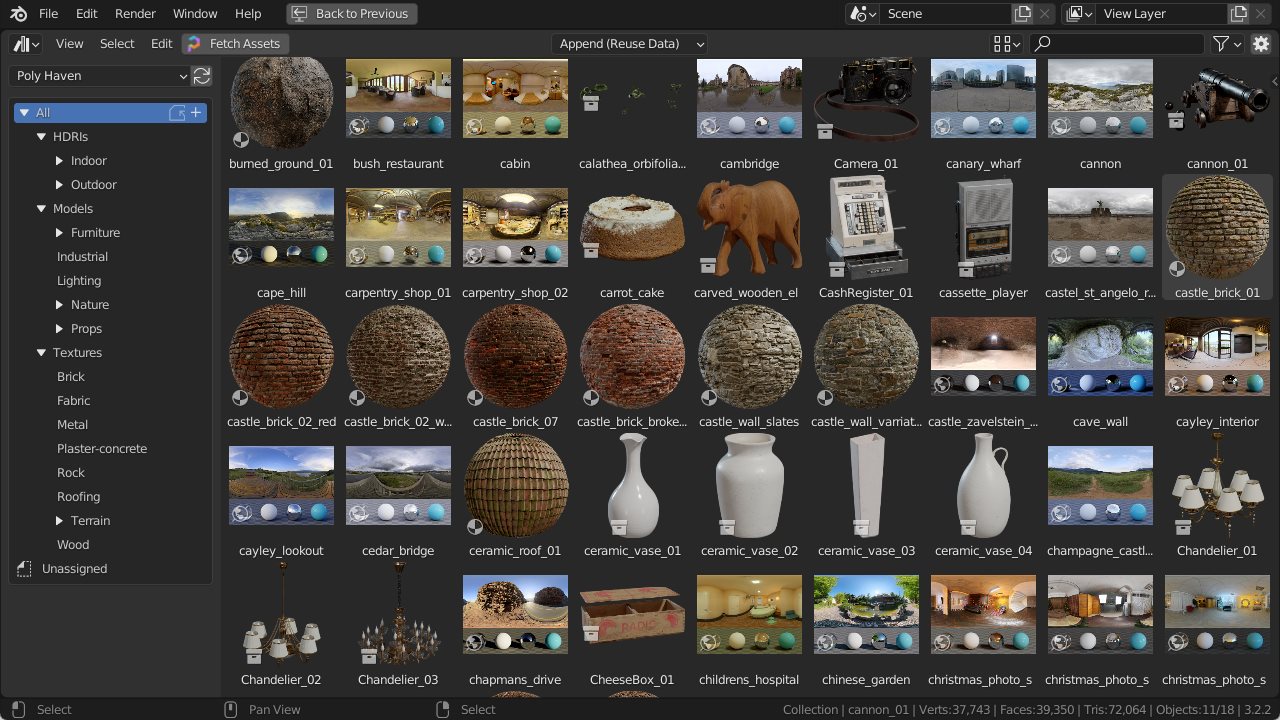 File Edit Render Window Help Back to Previous Scene View Layer
View Select Edit Fetch Assets Append (Reuse Data)
Poly Haven
All
HDRIs
Indoor
Outdoor
Models
Furniture
Industrial
Lighting
Nature
Props
Textures
Brick
Fabric
Metal
Plaster-concrete
Rock
Roofing
Terrain
Wood
Unassigned
burned_ground_01 bush_restaurant cabin calathea_orbifolia... cambridge Camera_01 canary_wharf cannon cannon_01
cape_hill carpentry_shop_01 carpentry_shop_02 carrot_cake carved_wooden_el CashRegister_01 cassette_player castel_st_angelo_r... castle_brick_01
castle_brick_02_red castle_brick_02_w... castle_brick_07 castle_brick_broke... castle_wall_slates castle_wall_varriat... castle_zavelstein_... cave_wall cayley_interior
cayley_lookout cedar_bridge ceramic_roof_01 ceramic_vase_01 ceramic_vase_02 ceramic_vase_03 ceramic_vase_04 champagne_castl... Chandelier_01
RADIO
Chandelier_02 Chandelier_03 chapmans_drive CheeseBox_01 childrens_hospital chinese_garden christmas_photo_s christmas_photo_s christmas_photo_s
Select Pan View Select Collection | cannon_01 | Verts:37,743 | Faces:39,350 | Tris:72,064 | Objects:11/18 | 3.2.2